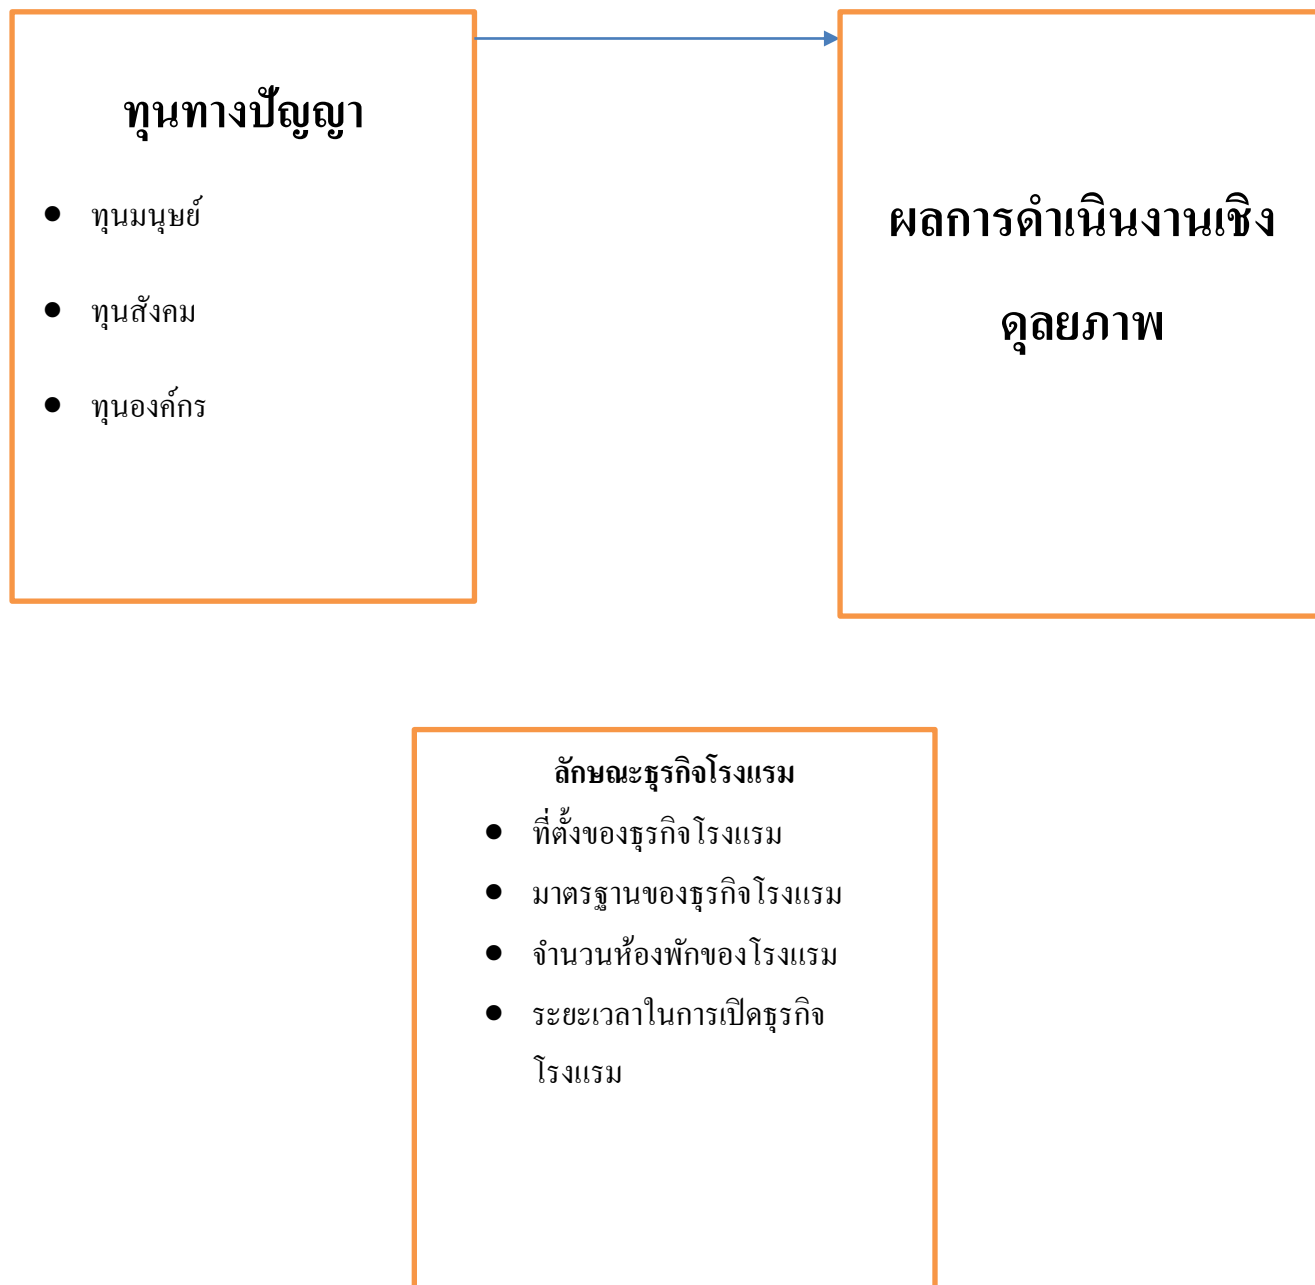 ทุนทางปัญญา
● ทุนมนุษย์
● ทุนสังคม
● ทุนองค์กร
ผลการดำเนินงานเชิง
ดุลยภาพ
ลักษณะธุรกิจโรงแรม
● ที่ตั้งของธุรกิจโรงแรม
● มาตรฐานของธุรกิจโรงแรม
● จำนวนห้องพักของโรงแรม
● ระยะเวลาในการเปิดธุรกิจ
โรงแรม